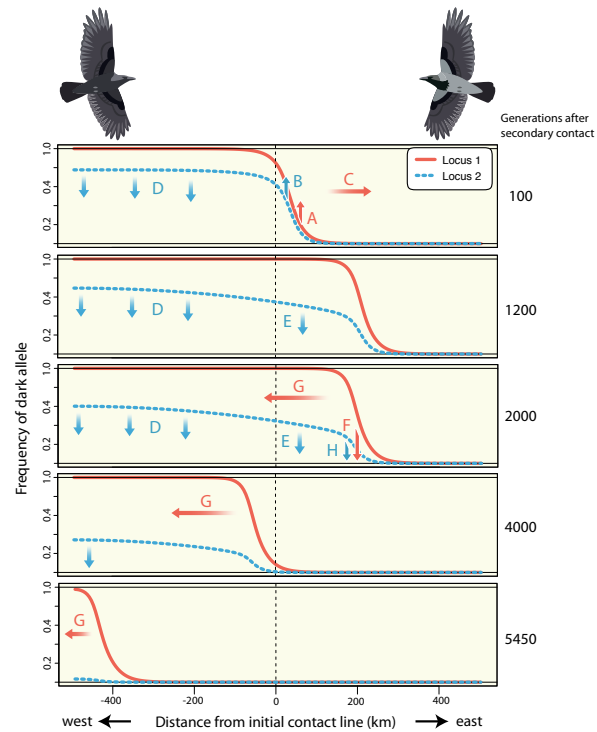 Generations after
secondary contact
Frequency of dark allele
1.0
0.4
0.2
Locus 1
Locus 2
D
B
A
C
100
1.0
0.4
0.2
D
E
1200
1.0
0.4
0.2
G
D
E
H
F
2000
1.0
0.4
0.2
G
4000
1.0
0.4
0.2
G
5450
-400 -200 0 200 400
west Distance from initial contact line (km) east